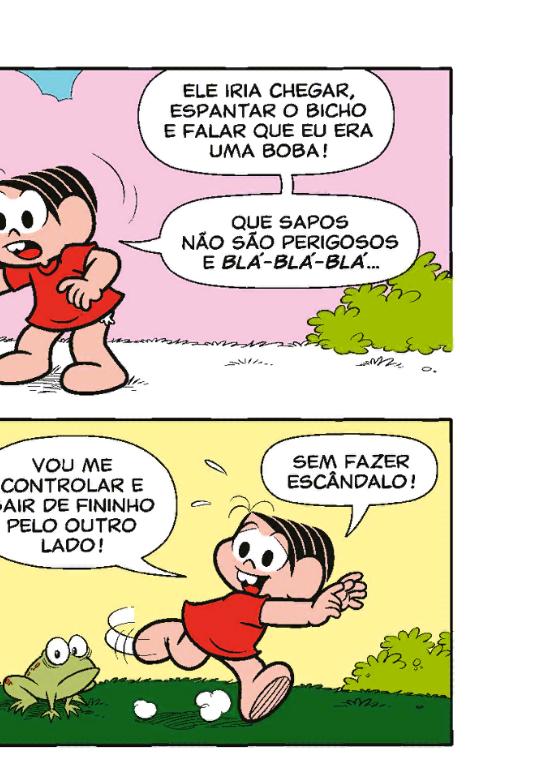 ELE IRIA CHEGAR,
ESPANTAR O BICHO
E FALAR QUE EU ERA
UMA BOBA!
QUE SAPOS
NÃO SÃO PERIGOSOS
E BLÁ-BLÁ-BLÁ...
VOU ME
CONTROLAR E
SAIR DE FININHO
PELO OUTRO
LADO!
SEM FAZER
ESCÂNDALO!